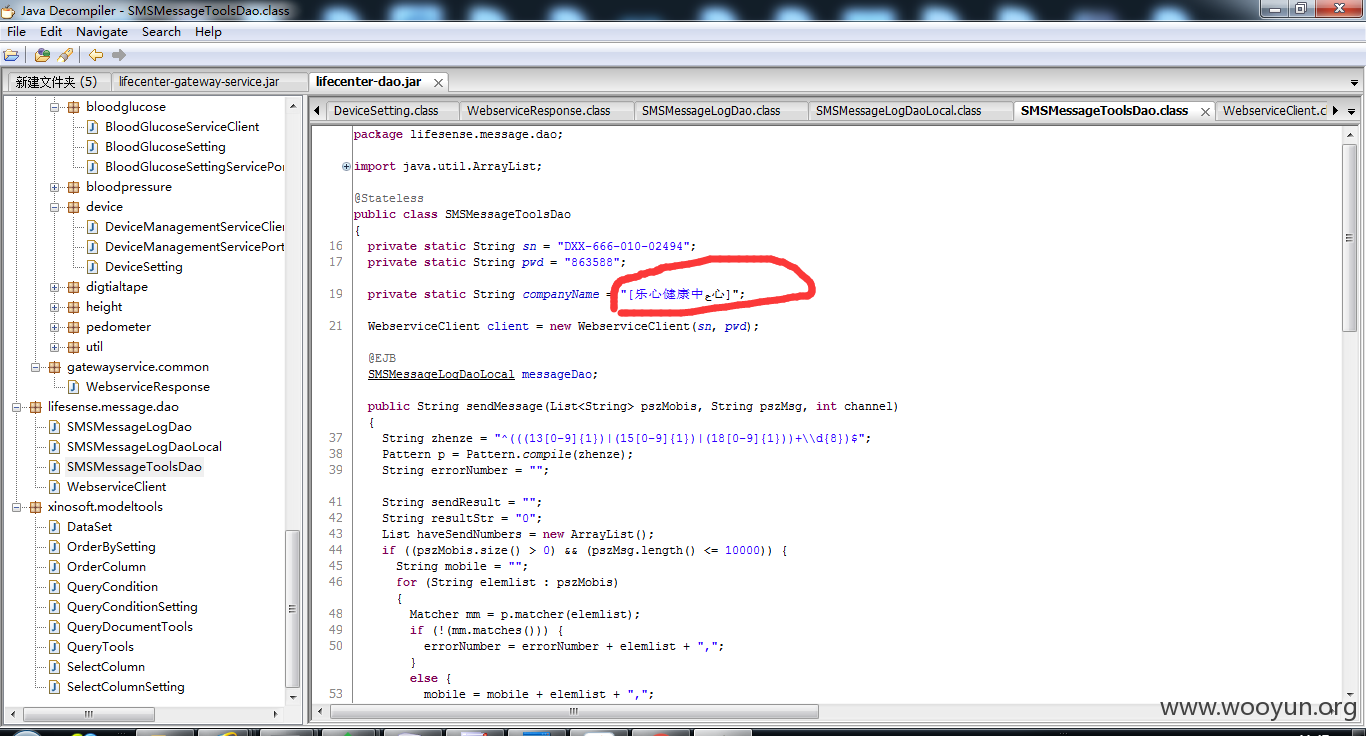 Java Decompiler - SMSMessageToolsDao.class
File Edit Navigate Search Help
新建文件夹 (5) lifecenter-gateway-service.jar lifecenter-dao.jar
bloodglucose
BloodGlucoseServiceClient
BloodGlucoseSetting
BloodGlucoseSettingServicePor
bloodpressure
device
DeviceManagementServiceClie
DeviceManagementServicePort
DeviceSetting
digtialtape
height
pedometer
util
gatewayservice.common
WebserviceResponse
lifesense.message.dao
SMSMessageLogDao
SMSMessageLogDaoLocal
SMSMessageToolsDao
WebserviceClient
xinosoft.modeltools
DataSet
OrderBySetting
OrderColumn
QueryCondition
QueryConditionSetting
QueryDocumentTools
QueryTools
SelectColumn
SelectColumnSetting
DeviceSetting.class WebserviceResponse.class SMSMessageLogDao.class SMSMessageLogDaoLocal.class SMSMessageToolsDao.class WebserviceClient.c
package lifesense.message.dao;
import java.util.ArrayList;
@Stateless
public class SMSMessageToolsDao
{
16 private static String sn = "DXX-666-010-02494";
17 private static String pwd = "863588";
19 private static String companyName = "[乐心健康中心]";
21 WebserviceClient client = new WebserviceClient(sn, pwd);
@EJB
SMSMessageLogDaoLocal messageDao;
public String sendMessage(List<String> pszMobis, String pszMsg, int channel)
{
37 String zhenze = "^(((13[0-9]{1})|(15[0-9]{1})|(18[0-9]{1}))+\\d{8})$";
38 Pattern p = Pattern.compile(zhenze);
39 String errorNumber = "";
41 String sendResult = "";
42 String resultStr = "0";
43 List haveSendNumbers = new ArrayList();
44 if ((pszMobis.size() > 0) && (pszMsg.length() <= 10000)) {
45 String mobile = "";
46 for (String elemlist : pszMobis)
{
48 Matcher mm = p.matcher(elemlist);
49 if (!(mm.matches())) {
50 errorNumber = errorNumber + elemlist + ",";
}
else {
53 mobile = mobile + elemlist + ",";
www.wooyun.org